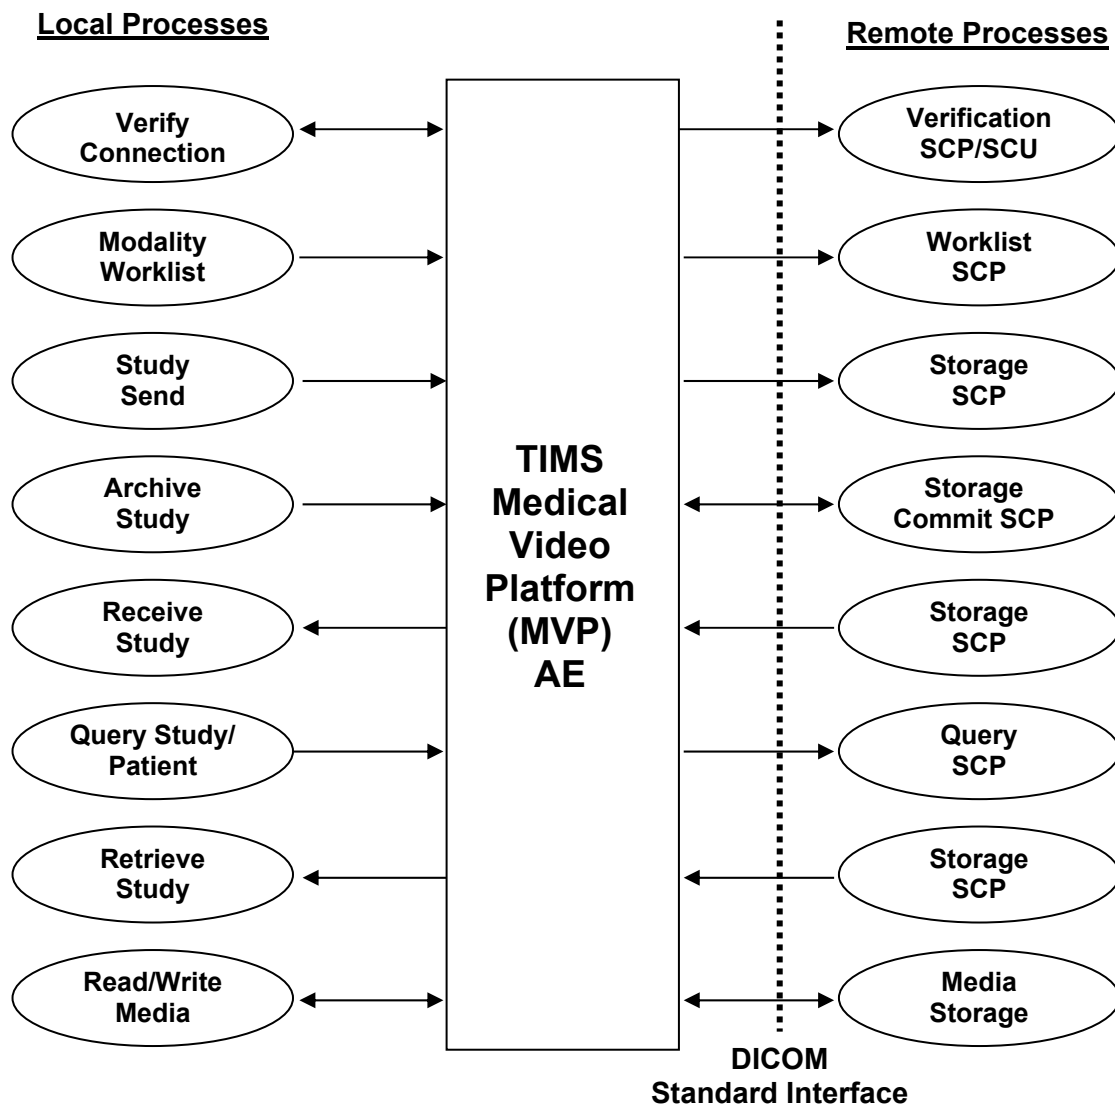 Local Processes
Remote Processes
Verify
Connection
Verification
SCP/SCU
Modality
Worklist
Worklist
SCP
Study
Send
Storage
SCP
TIMS
Medical
Video
Platform
(MVP)
AE
Archive
Study
Storage
Commit SCP
Receive
Study
Storage
SCP
Query Study/
Patient
Query
SCP
Retrieve
Study
Storage
SCP
Read/Write
Media
Media
Storage
DICOM
Standard Interface